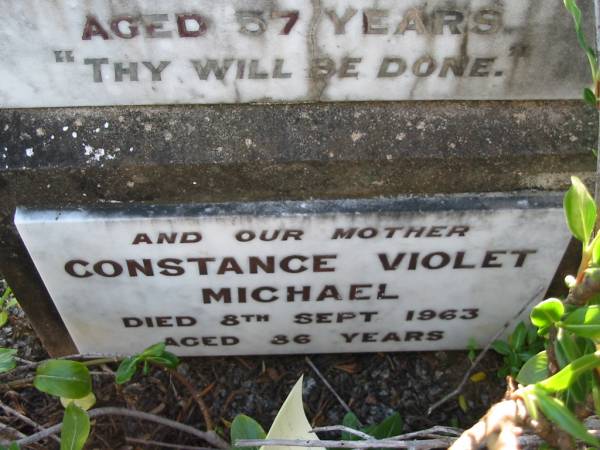 AGED 57 YEARS.
"THY WILL BE DONE."
AND OUR MOTHER
CONSTANCE VIOLET
MICHAEL
DIED 8TH SEPT 1963
AGED 86 YEARS